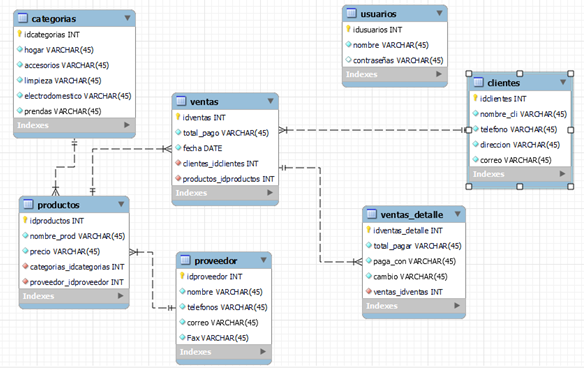 categorias
idcategorias INT
hogar VARCHAR(45)
accesorios VARCHAR(45)
limpieza VARCHAR(45)
electrodomestico VARCHAR(45)
prendas VARCHAR(45)
Indexes
usuarios
idusuarios INT
nombre VARCHAR(45)
contraseñas VARCHAR(45)
Indexes
clientes
idclientes INT
nombre_cli VARCHAR(45)
telefono VARCHAR(45)
direccion VARCHAR(45)
correo VARCHAR(45)
Indexes
ventas
idventas INT
total_pago VARCHAR(45)
fecha DATE
clientes_idclientes INT
productos_idproductos INT
Indexes
productos
idproductos INT
nombre_prod VARCHAR(45)
precio VARCHAR(45)
categorias_idcategorias INT
proveedor_idproveedor INT
Indexes
proveedor
idproveedor INT
nombre VARCHAR(45)
telefonos VARCHAR(45)
correo VARCHAR(45)
Fax VARCHAR(45)
Indexes
ventas_detalle
idventas_detalle INT
total_pagar VARCHAR(45)
paga_con VARCHAR(45)
cambio VARCHAR(45)
ventas_idventas INT
Indexes